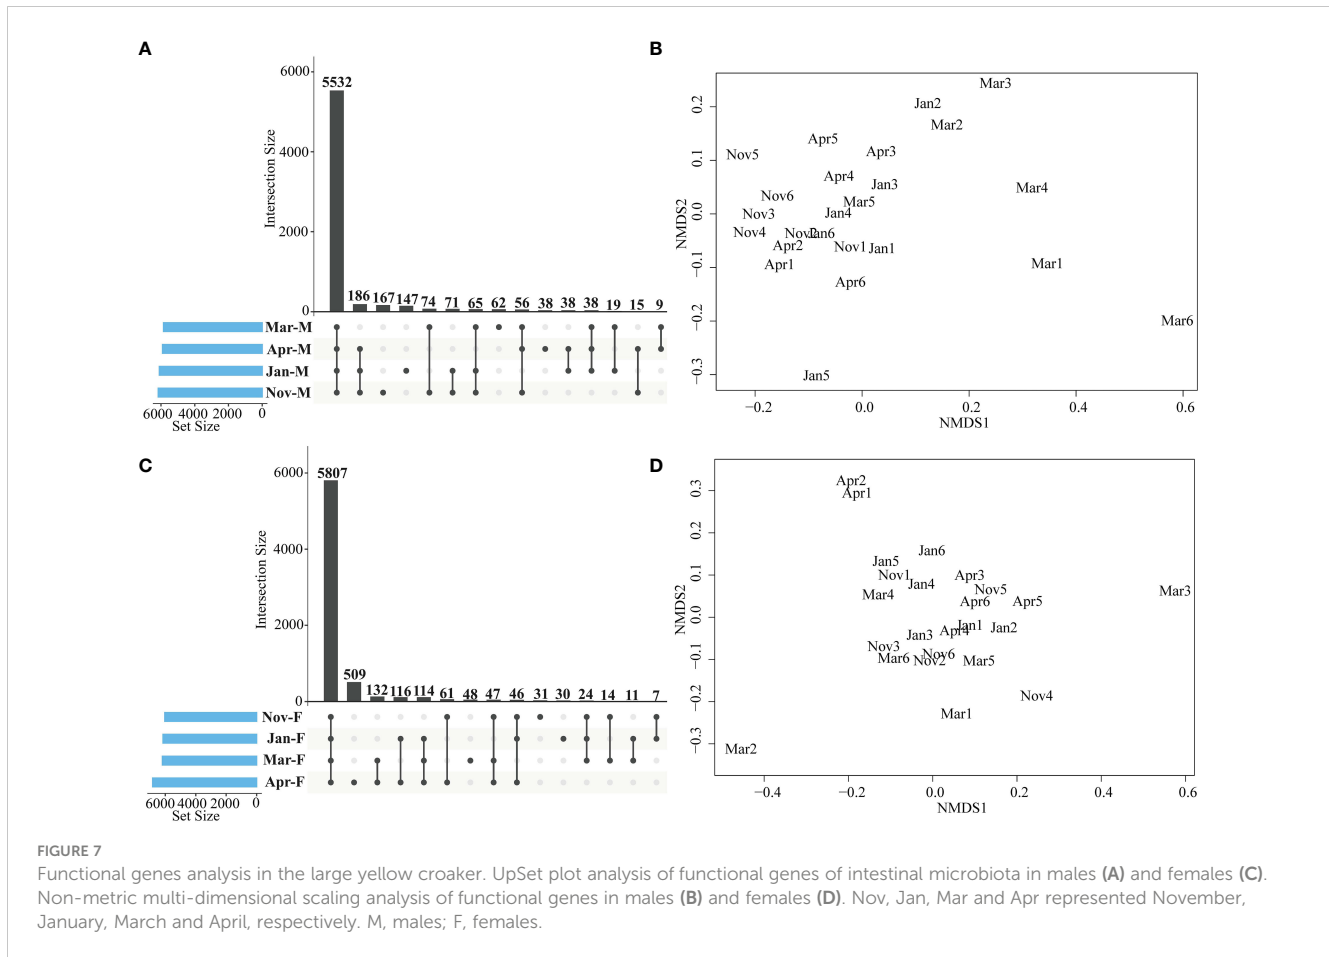 A
B
6000
4000
2000
0
Intersection Size
5532
186 167 147 74 71 65 62 56 38 38 38 19 15 9
Mar-M
Apr-M
Jan-M
Nov-M
6000 4000 2000 0
Set Size
0.2
0.1
0.0
−0.1
−0.2
−0.3
NMDS2
Mar3
Jan2
Mar2
Apr5
Nov5
Apr3
Apr4
Jan3
Mar4
Nov6
Mar5
Nov3
Jan4
Nov4
Nov2
Jan6
Apr2
Nov1
Jan1
Apr1
Mar1
Apr6
Mar6
Jan5
−0.2 0.0 0.2 0.4 0.6
NMDS1
C
D
6000
4000
2000
0
Intersection Size
5807
509
132 116 114 61 48 47 46 31 30 24 14 11 7
Nov-F
Jan-F
Mar-F
Apr-F
6000 4000 2000 0
Set Size
0.3
0.2
0.1
0.0
−0.1
−0.2
−0.3
NMDS2
Apr2
Apr1
Jan6
Jan5
Nov1
Apr3
Jan4
Nov5
Mar3
Mar4
Apr6
Apr5
Jan1
Jan2
Apr4
Jan3
Nov3
Nov6
Mar6
Nov2
Mar5
Nov4
Mar1
Mar2
−0.4 −0.2 0.0 0.2 0.4 0.6
NMDS1
FIGURE 7
Functional genes analysis in the large yellow croaker. UpSet plot analysis of functional genes of intestinal microbiota in males (A) and females (C).
Non-metric multi-dimensional scaling analysis of functional genes in males (B) and females (D). Nov, Jan, Mar and Apr represented November,
January, March and April, respectively. M, males; F, females.